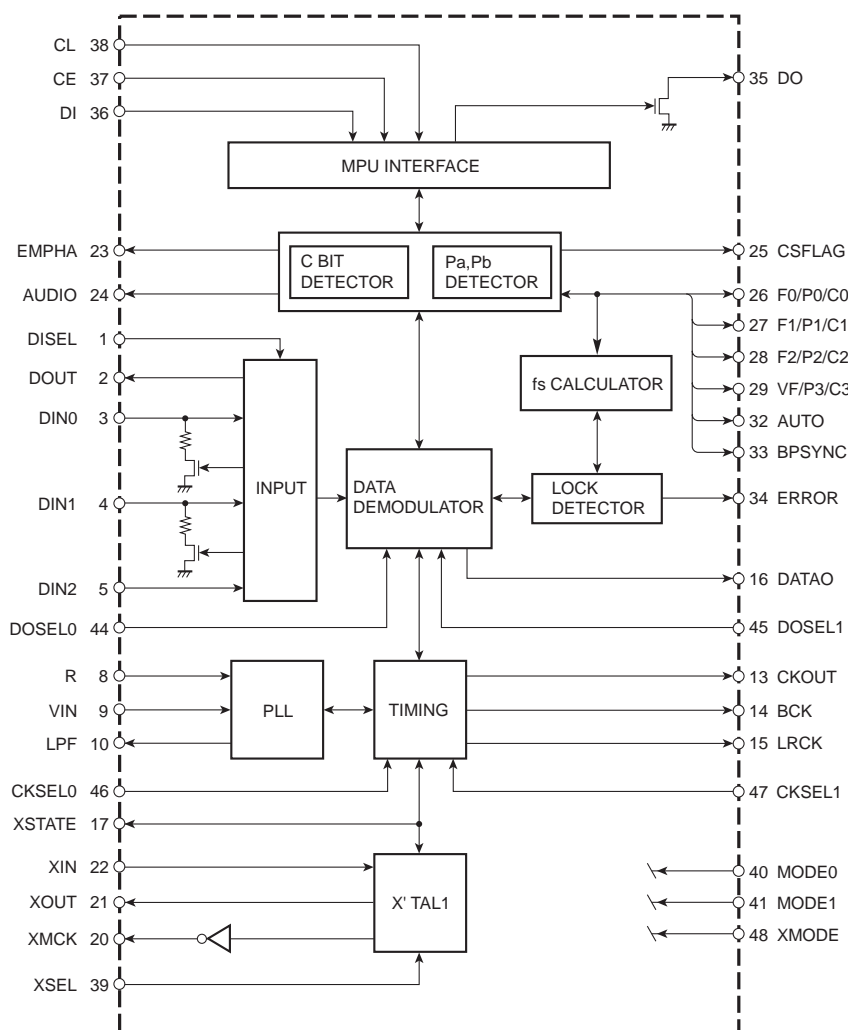 CL 38
CE 37
DI 36
35 DO
MPU INTERFACE
EMPHA 23
AUDIO 24
C BIT
DETECTOR
Pa,Pb
DETECTOR
25 CSFLAG
26 F0/P0/C0
27 F1/P1/C1
28 F2/P2/C2
29 VF/P3/C3
32 AUTO
33 BPSYNC
DISEL 1
DOUT 2
DIN0 3
DIN1 4
DIN2 5
INPUT
fs CALCULATOR
DATA
DEMODULATOR
LOCK
DETECTOR
34 ERROR
16 DATAO
DOSEL0 44
45 DOSEL1
R 8
VIN 9
LPF 10
PLL
TIMING
13 CKOUT
14 BCK
15 LRCK
CKSEL0 46
47 CKSEL1
XSTATE 17
XIN 22
XOUT 21
XMCK 20
XSEL 39
X' TAL1
40 MODE0
41 MODE1
48 XMODE